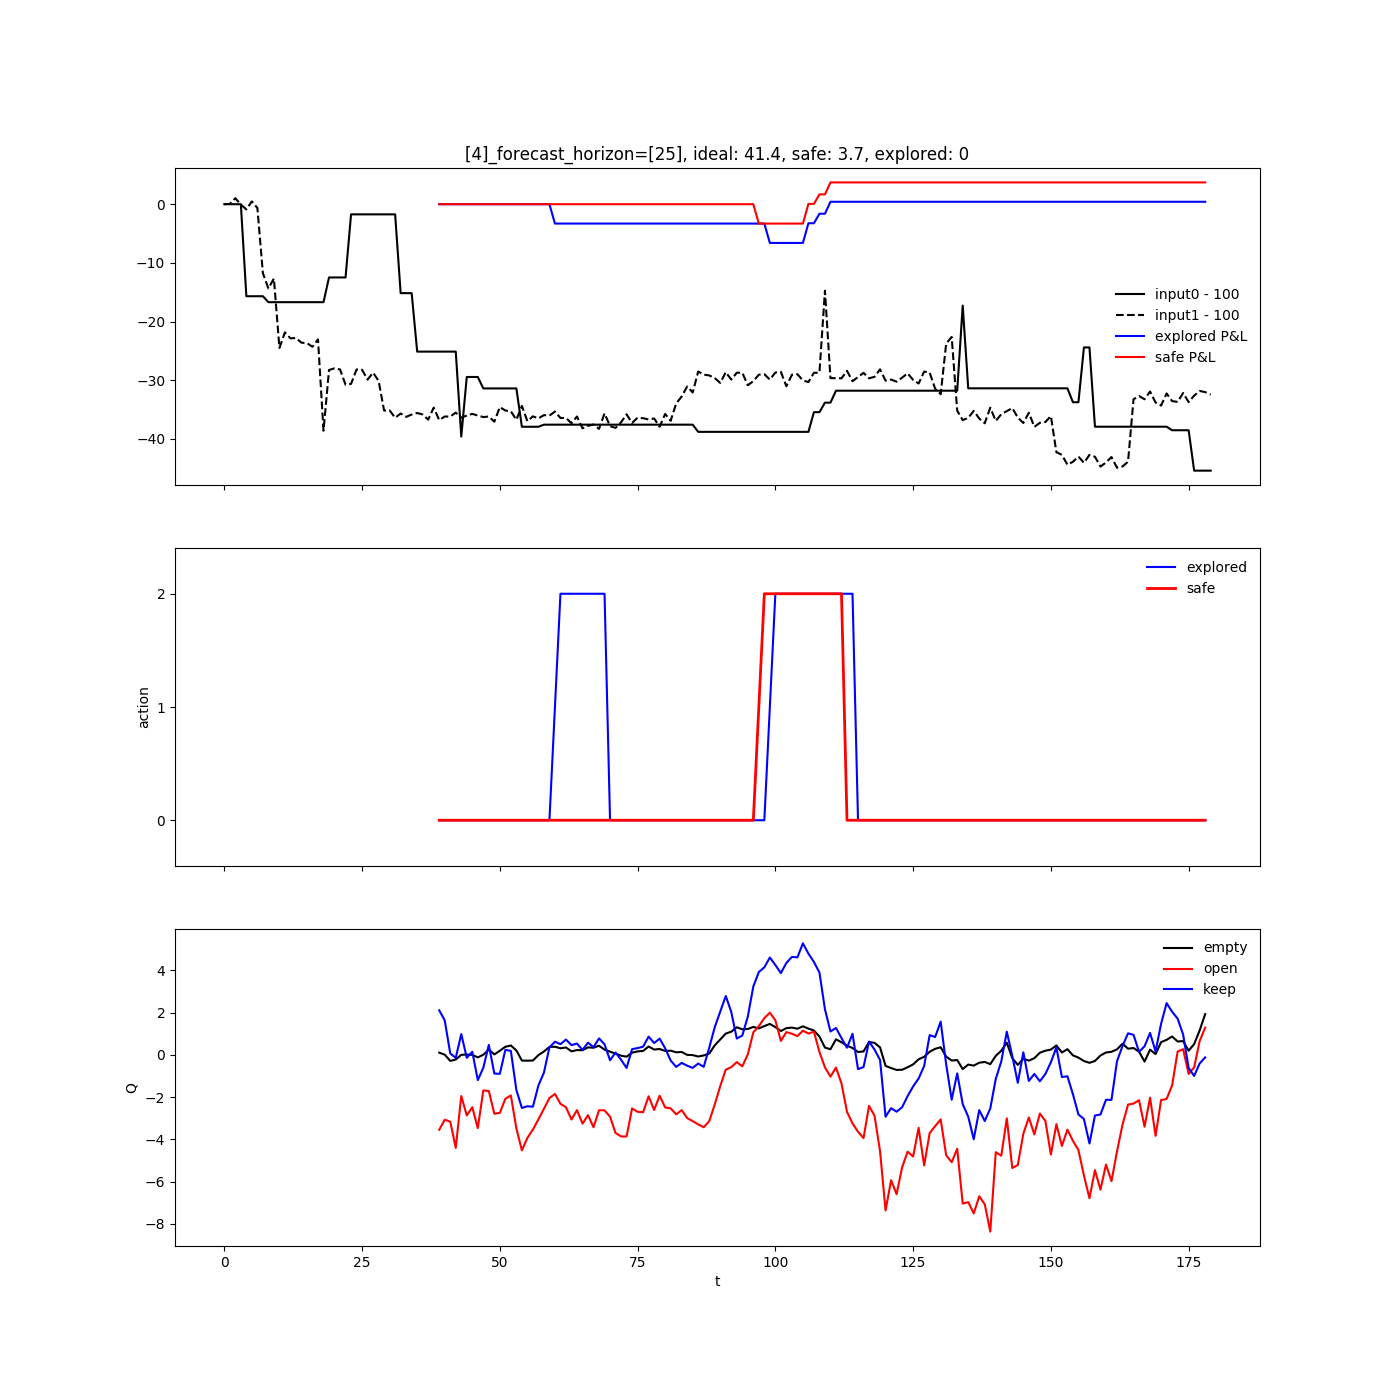 [4]_forecast_horizon=[25], ideal: 41.4, safe: 3.7, explored: 0
0
−10
−20
−30
−40
input0 - 100
input1 - 100
explored P&L
safe P&L
2
1
0
action
explored
safe
4
2
0
−2
−4
−6
−8
Q
empty
open
keep
0 25 50 75 100 125 150 175
t